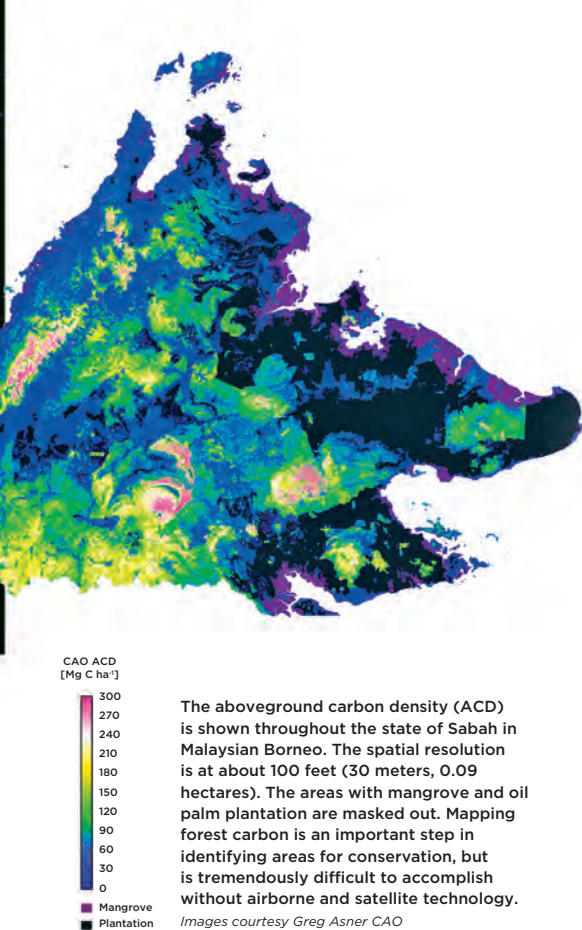 CAO ACD
[Mg C ha⁻¹]
300
270
240
210
180
150
120
90
60
30
0
Mangrove
Plantation
The aboveground carbon density (ACD)
is shown throughout the state of Sabah in
Malaysian Borneo. The spatial resolution
is at about 100 feet (30 meters, 0.09
hectares). The areas with mangrove and oil
palm plantation are masked out. Mapping
forest carbon is an important step in
identifying areas for conservation, but
is tremendously difficult to accomplish
without airborne and satellite technology.
Images courtesy Greg Asner CAO